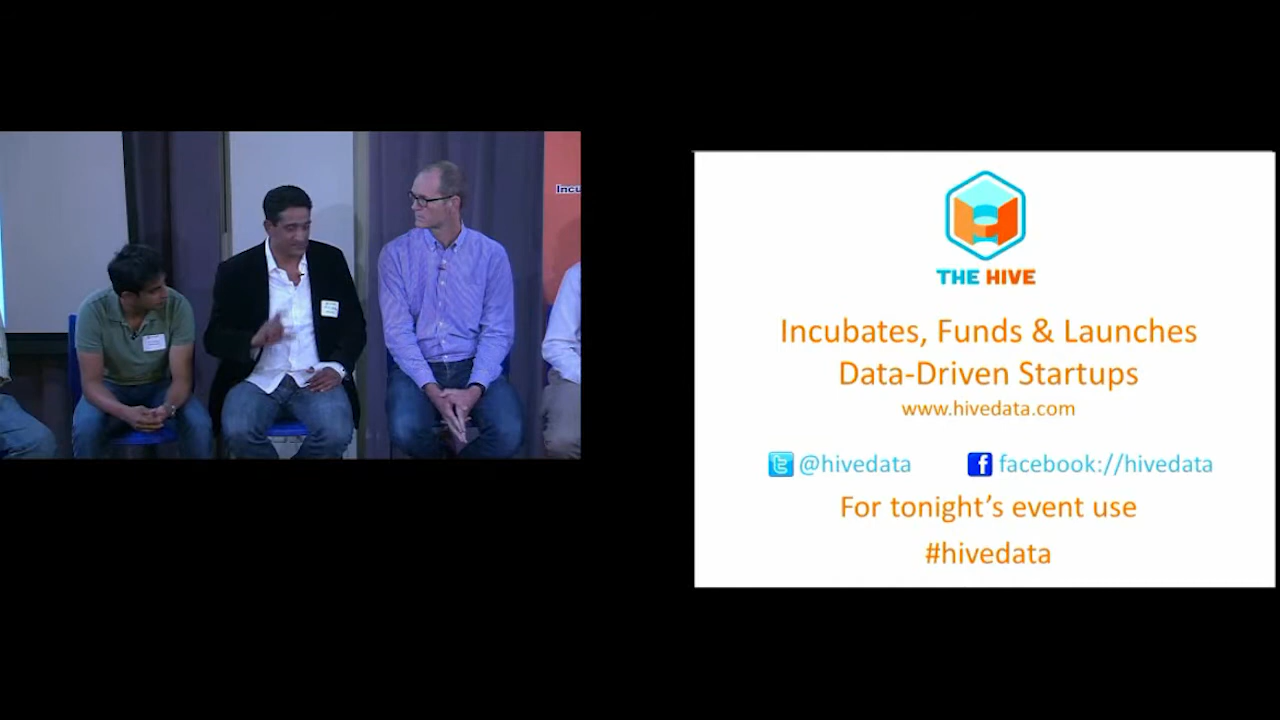 Incu
THE HIVE
Incubates, Funds & Launches
Data-Driven Startups
www.hivedata.com
@hivedata
facebook://hivedata
For tonight's event use
#hivedata